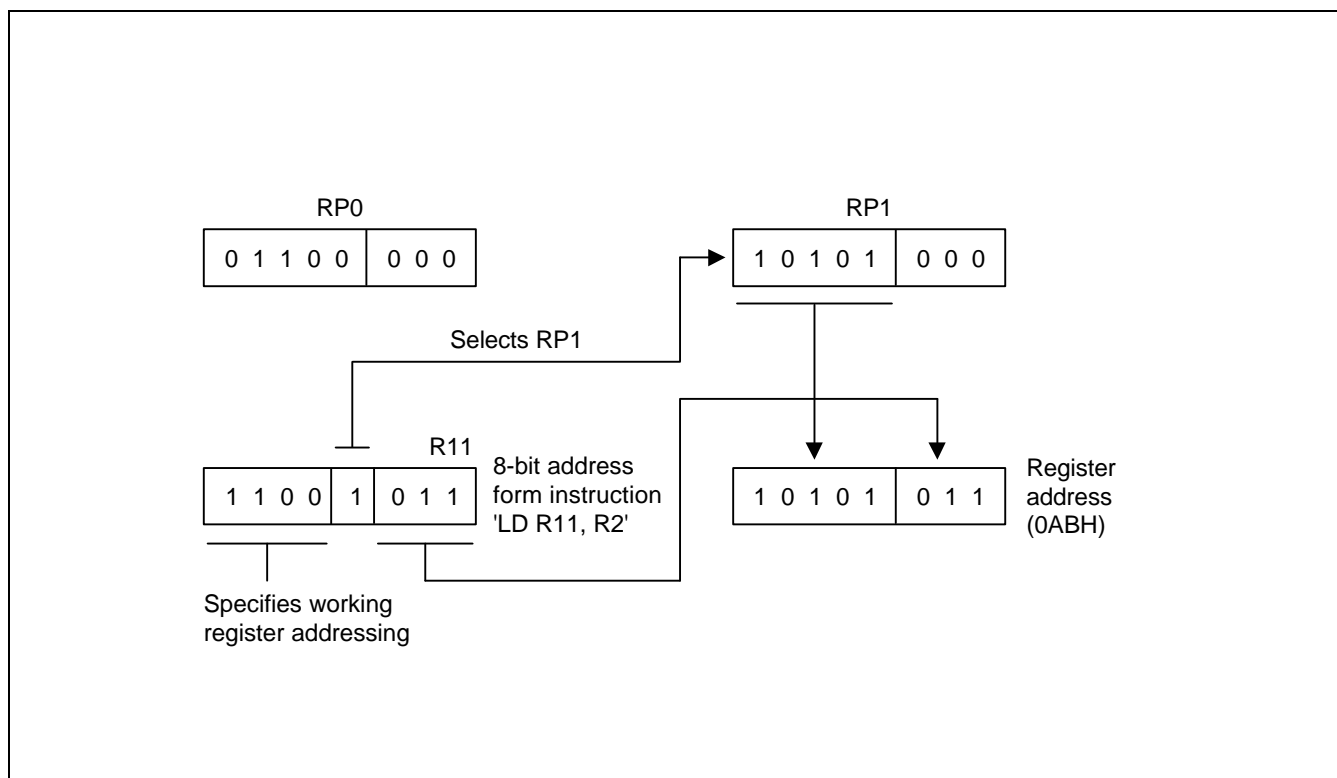 RP0
RP1
0 1 1 0 0 0 0 0
1 0 1 0 1 0 0 0
Selects RP1
R11
1 1 0 0 1 0 1 1
8-bit address
form instruction
'LD R11, R2'
1 0 1 0 1 0 1 1
Register
address
(0ABH)
Specifies working
register addressing